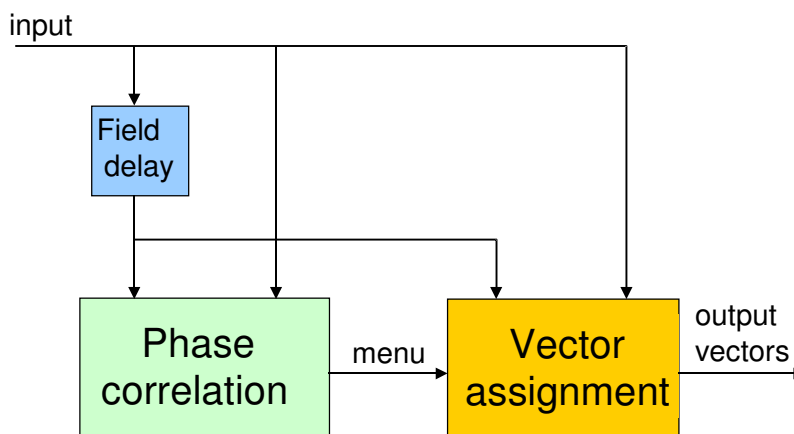 input
Field
delay
Phase
correlation
menu
Vector
assignment
output
vectors